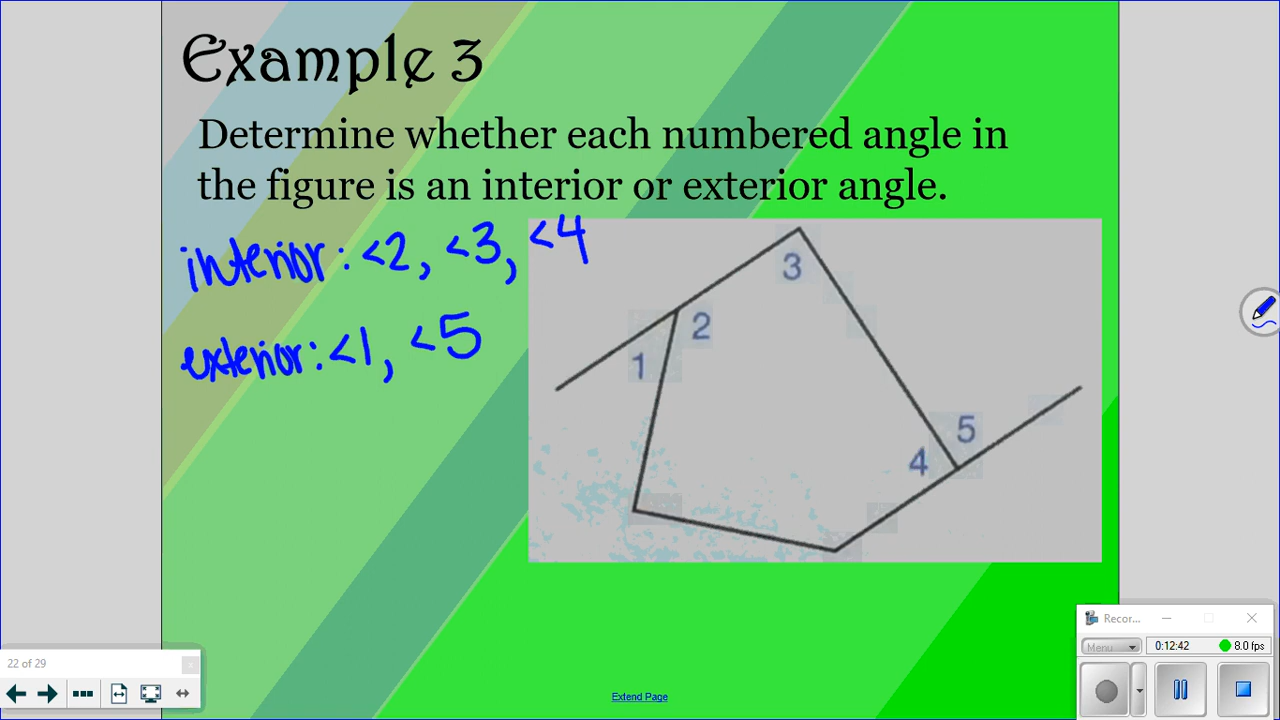 Example 3
Determine whether each numbered angle in
the figure is an interior or exterior angle.
interior: <2, <3, <4
exterior: <1, <5
3
2
1
5
4
Recor...
Menu
0:12:42
8.0 fps
22 of 29
Extend Page